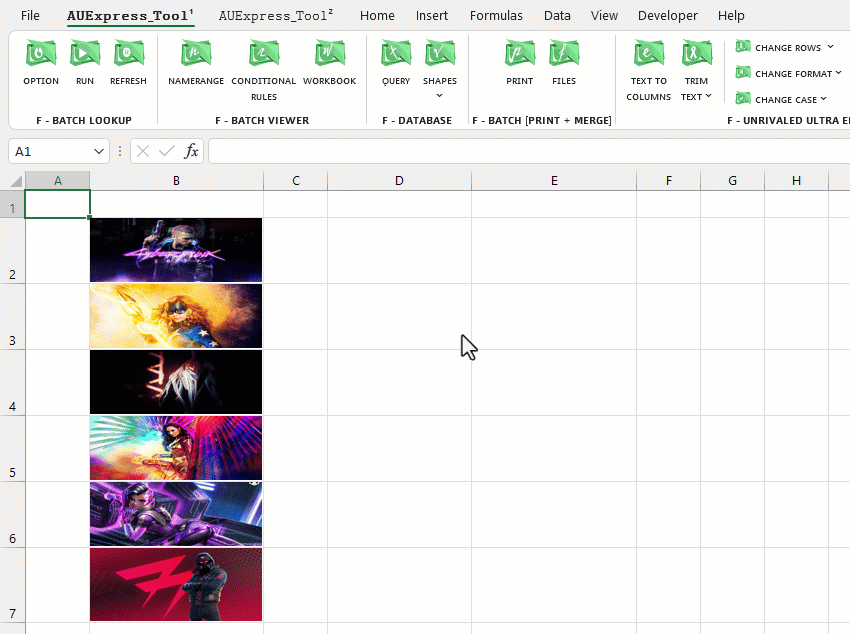 File AUExpress_Tool¹ AUExpress_Tool² Home Insert Formulas Data View Developer Help
OPTION RUN REFRESH NAMERANGE CONDITIONAL RULES WORKBOOK QUERY SHAPES PRINT FILES TEXT TO COLUMNS TRIM TEXT CHANGE ROWS
CHANGE FORMAT
CHANGE CASE
F - BATCH LOOKUP F - BATCH VIEWER F - DATABASE F - BATCH [PRINT + MERGE] F - UNRIVALED ULTRA
A1 fx
A B C D E F G H
1
2
3
4
5
6
7